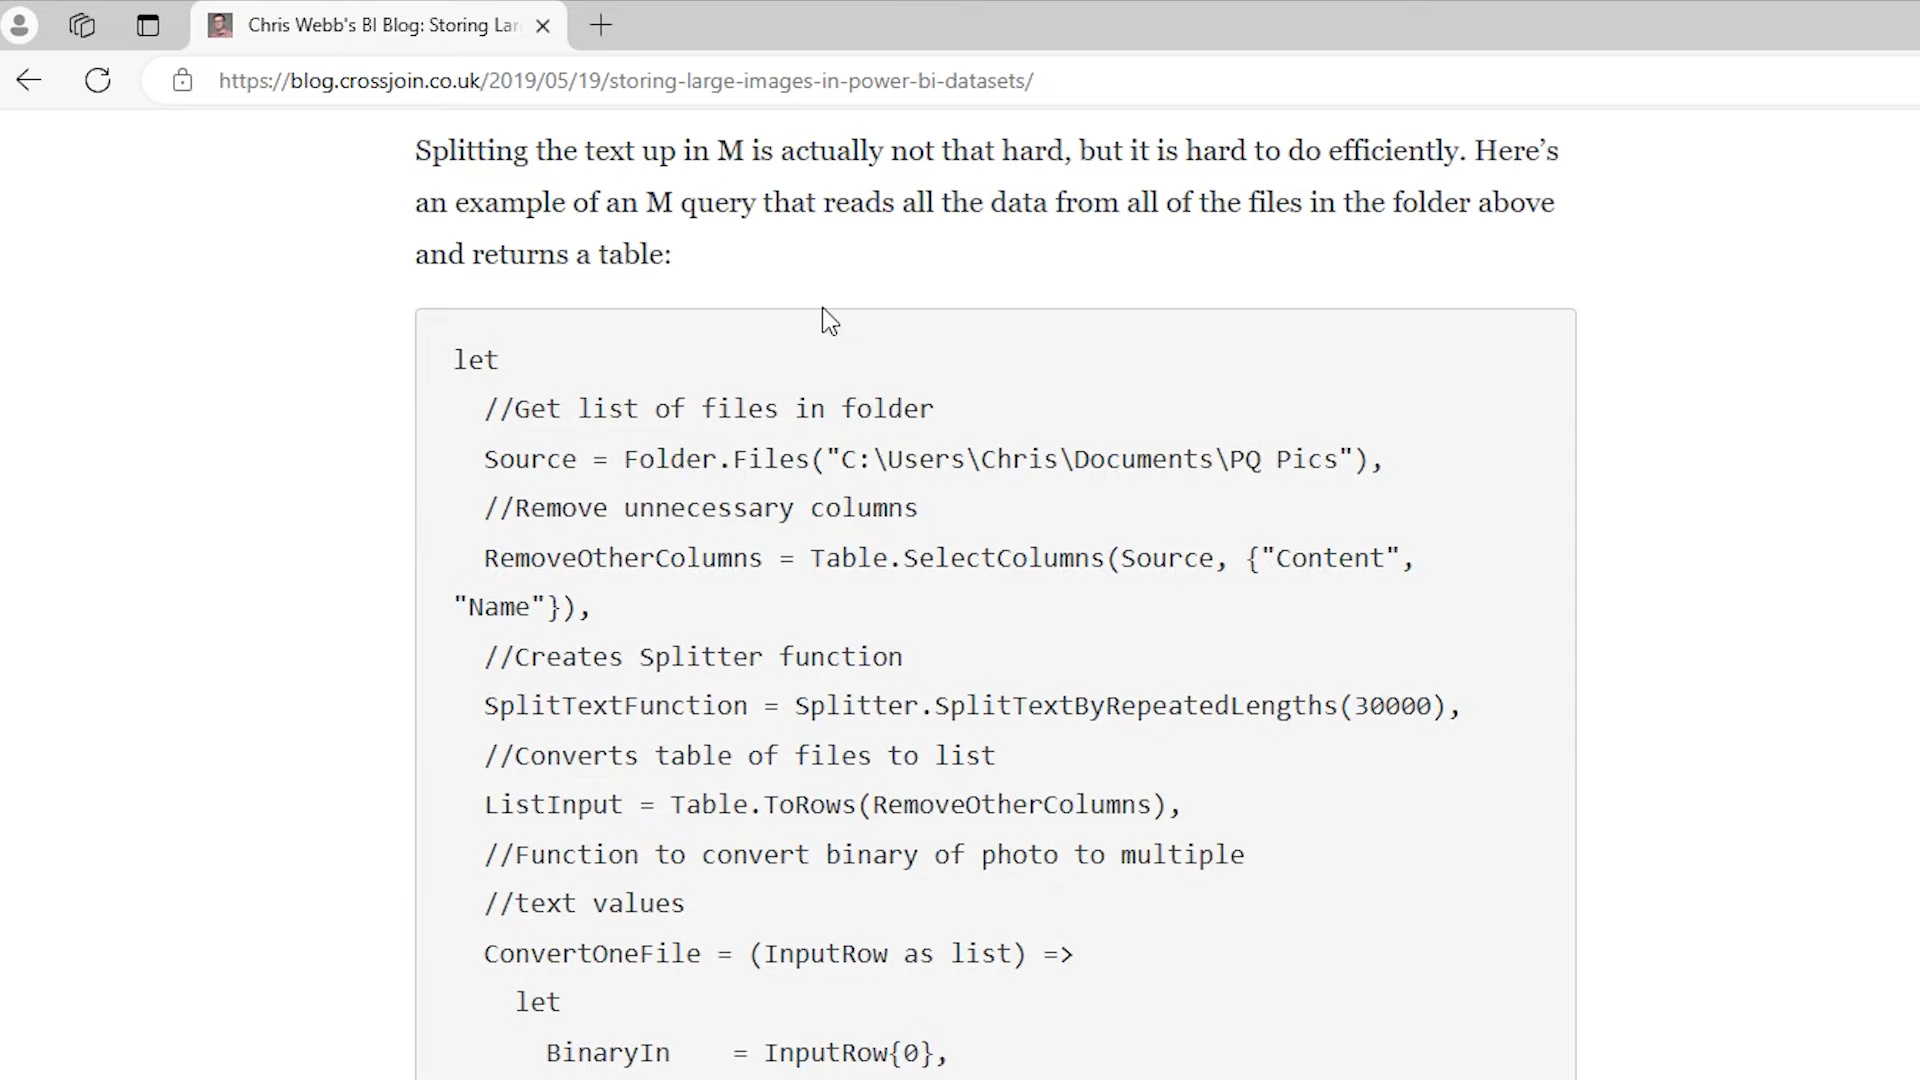 Chris Webb's BI Blog: Storing Lar
https://blog.crossjoin.co.uk/2019/05/19/storing-large-images-in-power-bi-datasets/
Splitting the text up in M is actually not that hard, but it is hard to do efficiently. Here’s
an example of an M query that reads all the data from all of the files in the folder above
and returns a table:
let
//Get list of files in folder
Source = Folder.Files("C:\Users\Chris\Documents\PQ Pics"),
//Remove unnecessary columns
RemoveOtherColumns = Table.SelectColumns(Source, {"Content",
"Name"}),
//Creates Splitter function
SplitTextFunction = Splitter.SplitTextByRepeatedLengths(30000),
//Converts table of files to list
ListInput = Table.ToRows(RemoveOtherColumns),
//Function to convert binary of photo to multiple
//text values
ConvertOneFile = (InputRow as list) =>
let
BinaryIn    = InputRow{0},